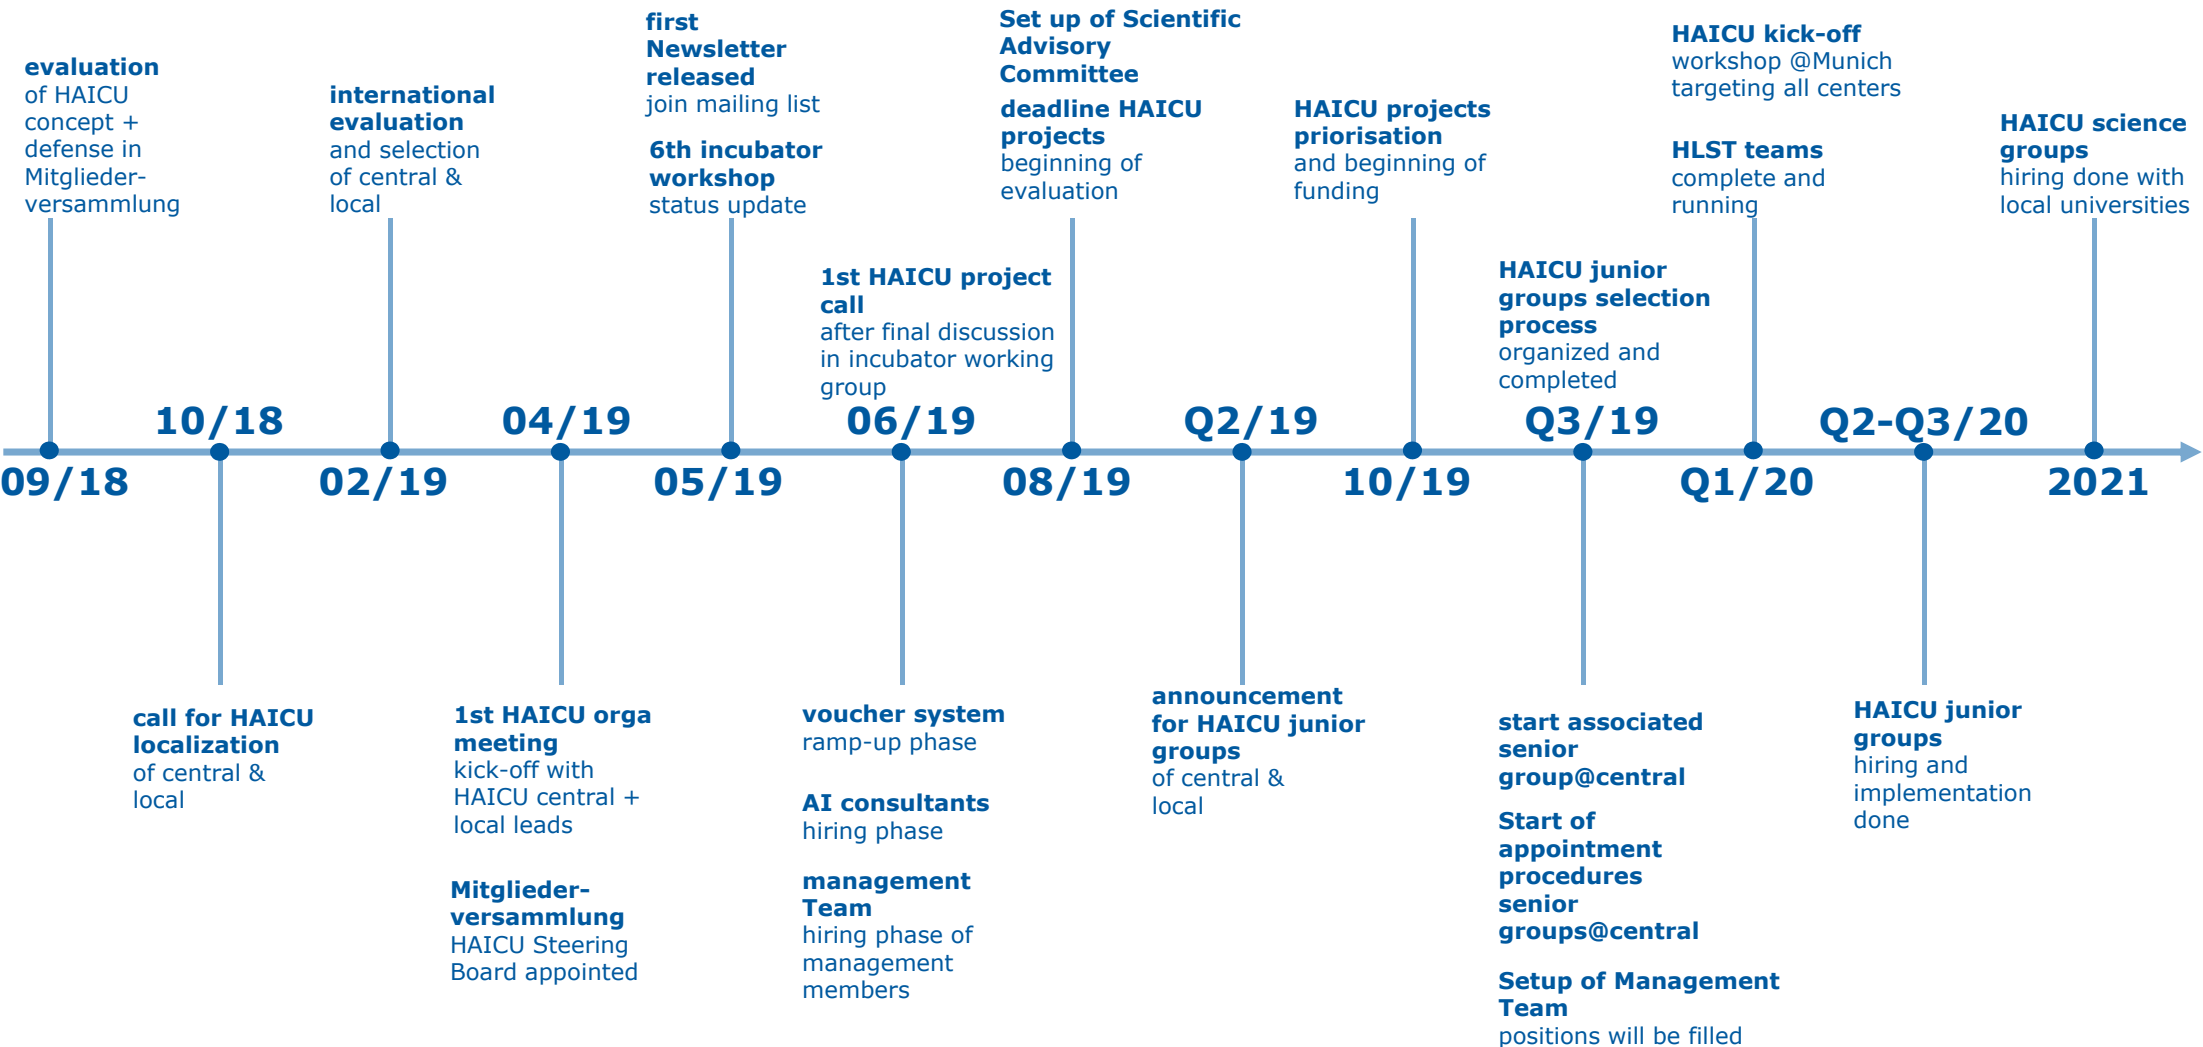 evaluation
of HAICU
concept +
defense in
Mitglieder-
versammlung
international
evaluation
and selection
of central &
local
first
Newsletter
released
join mailing list
6th incubator
workshop
status update
1st HAICU project
call
after final discussion
in incubator working
group
Set up of Scientific
Advisory
Committee
deadline HAICU
projects
beginning of
evaluation
HAICU projects
priorisation
and beginning of
funding
HAICU junior
groups selection
process
organized and
completed
HAICU kick-off
workshop @Munich
targeting all centers
HLST teams
complete and
running
HAICU science
groups
hiring done with
local universities
10/18
04/19
06/19
Q2/19
Q3/19
Q2-Q3/20
09/18
02/19
05/19
08/19
10/19
Q1/20
2021
call for HAICU
localization
of central &
local
1st HAICU orga
meeting
kick-off with
HAICU central +
local leads
Mitglieder-
versammlung
HAICU Steering
Board appointed
voucher system
ramp-up phase
AI consultants
hiring phase
management
Team
hiring phase of
management
members
announcement
for HAICU junior
groups
of central &
local
start associated
senior
group@central
Start of
appointment
procedures
senior
groups@central
Setup of Management
Team
positions will be filled
HAICU junior
groups
hiring and
implementation
done